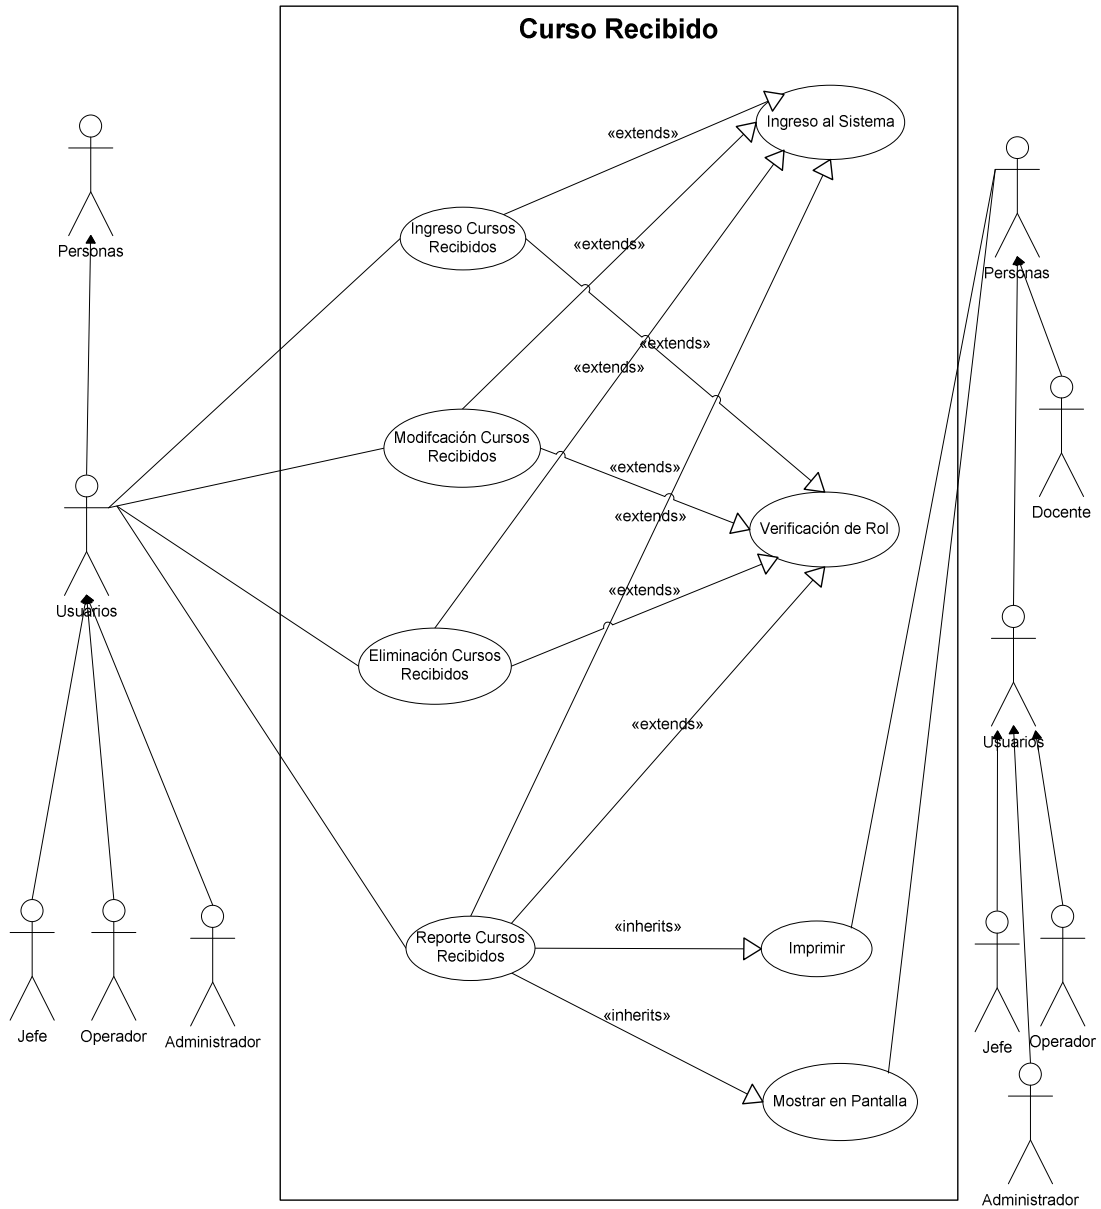 Curso Recibido
Ingreso al Sistema
«extends»
Ingreso Cursos
Recibidos
«extends»
Personas
Personas
«extends»
«extends»
Modifcación Cursos
Recibidos
«extends»
Docente
«extends»
Verificación de Rol
«extends»
Usuarios
Eliminación Cursos
Recibidos
«extends»
Usuarios
«inherits»
Reporte Cursos
Recibidos
Imprimir
«inherits»
Jefe
Operador
Administrador
Jefe
Operador
Mostrar en Pantalla
Administrador